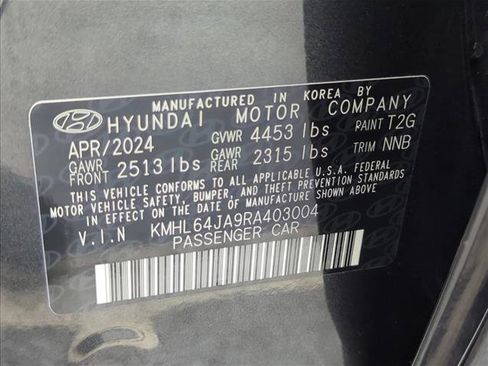 MANUFACTURED IN KOREA BY
HYUNDAI MOTOR COMPANY
APR/2024 GVWR 4453 lbs PAINT T2G
GAWR FRONT 2513 lbs GAWR REAR 2315 lbs TRIM NNB
THIS VEHICLE CONFORMS TO ALL APPLICABLE U.S.A. FEDERAL
MOTOR VEHICLE SAFETY, BUMPER, AND THEFT PREVENTION STANDARDS
IN EFFECT ON THE DATE OF MANUFACTURE SHOWN ABOVE.
V.I.N KMHL64JA9RA403004
PASSENGER CAR